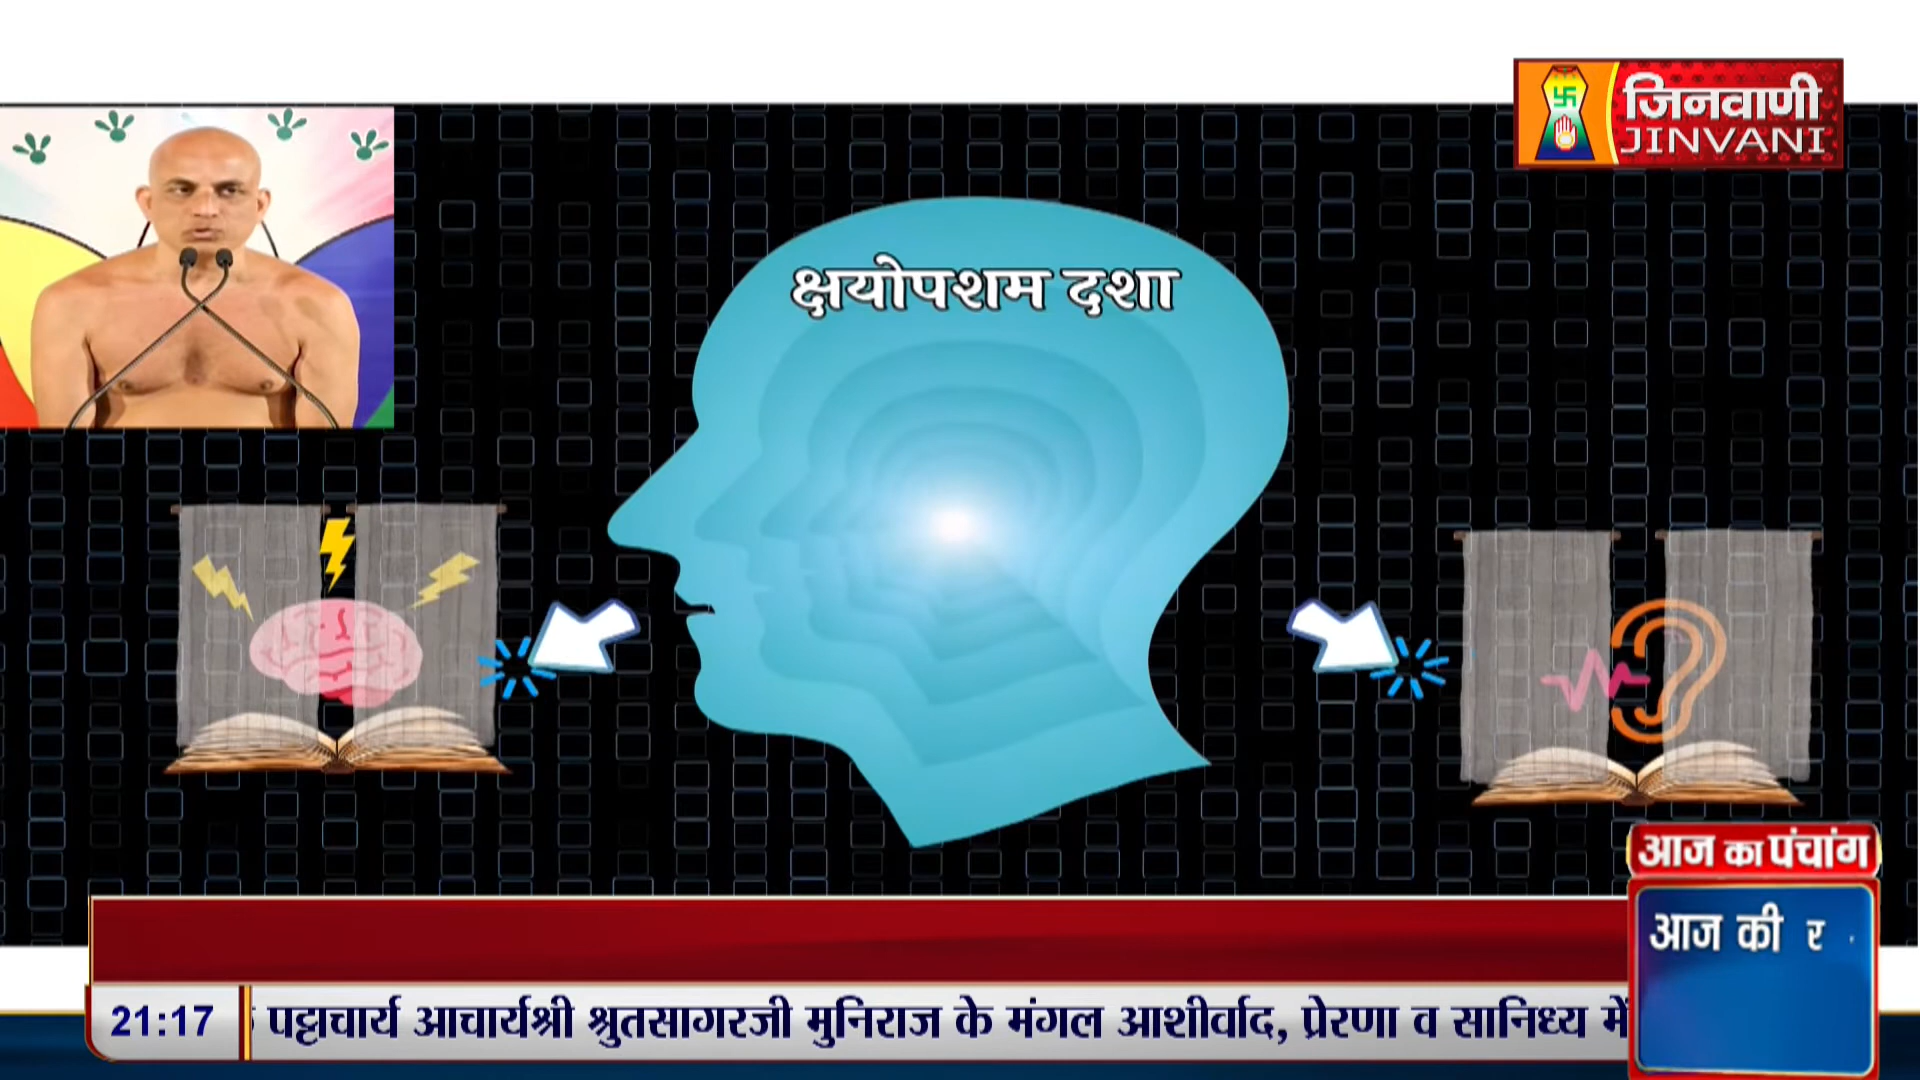 जिनवाणी
JINVANI
क्षयोपशम दशा
आज का पंचांग
आज की
21:17
पट्टाचार्य आचार्यश्री श्रुतसागरजी मुनिराज के मंगल आशीर्वाद, प्रेरणा व सानिध्य में